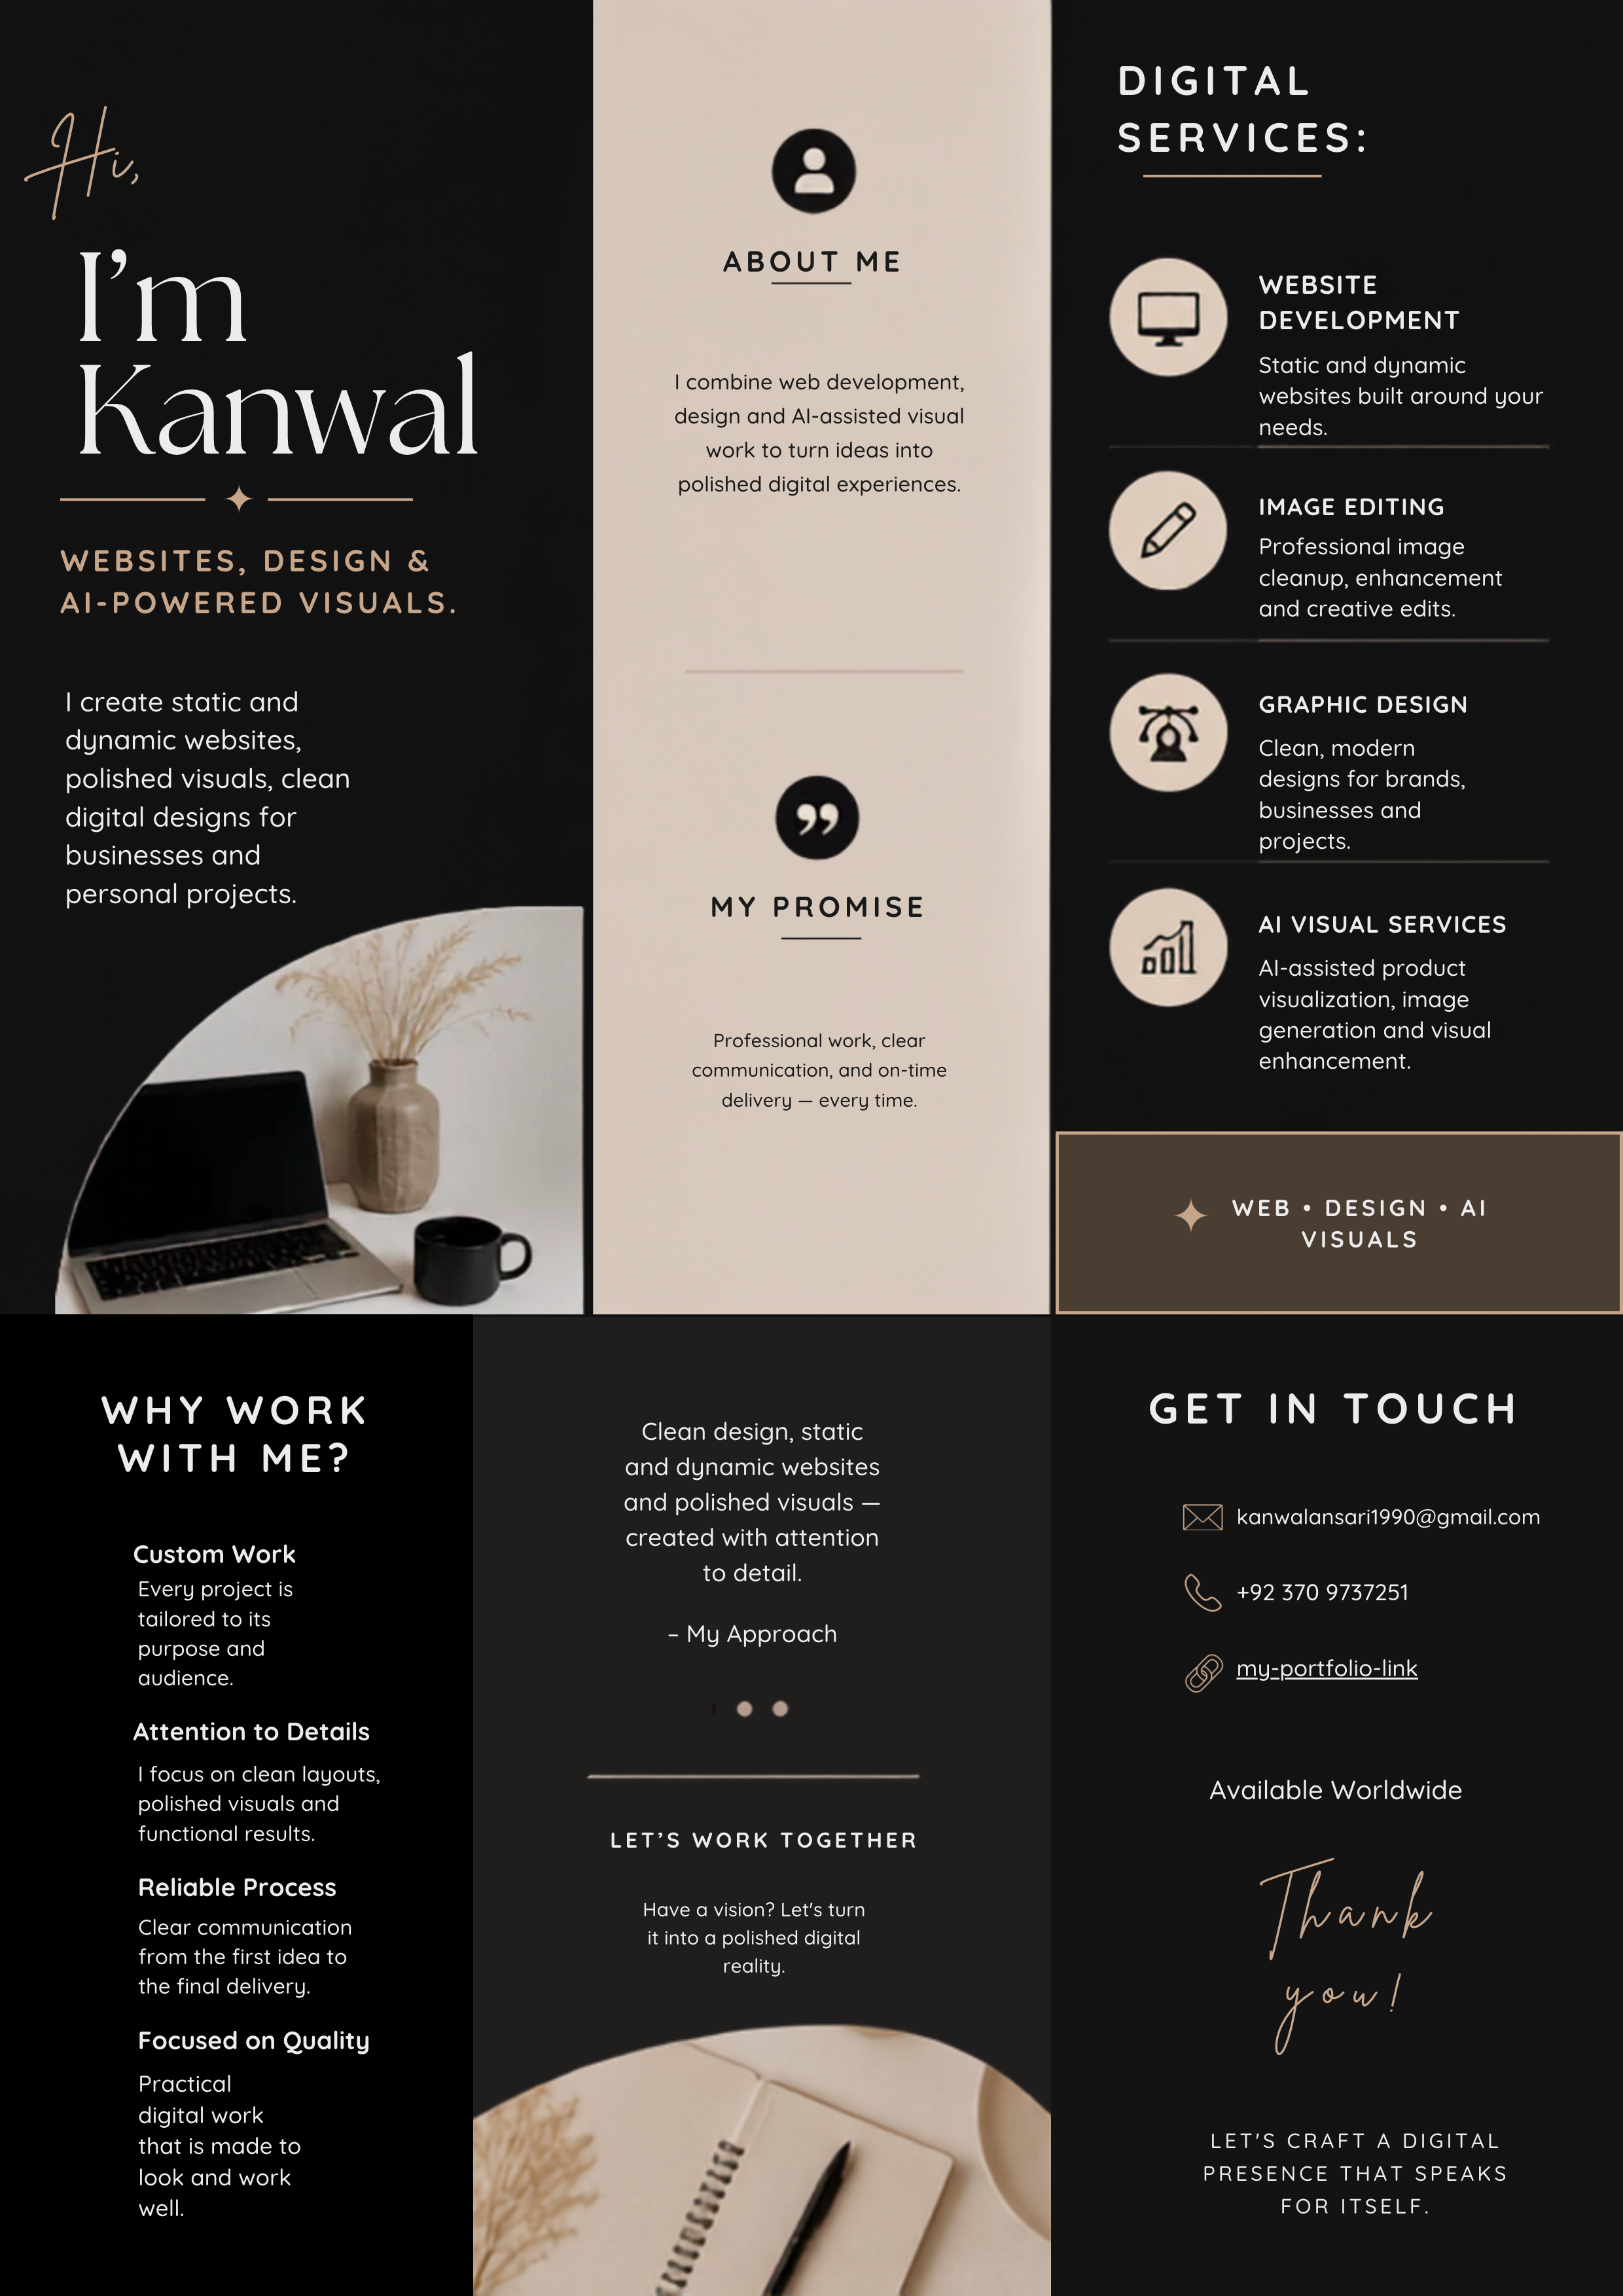 Hi,
I’m
Kanwal
WEBSITES, DESIGN &
AI-POWERED VISUALS.
I create static and
dynamic websites,
polished visuals, clean
digital designs for
businesses and
personal projects.
ABOUT ME
I combine web development,
design and AI-assisted visual
work to turn ideas into
polished digital experiences.
MY PROMISE
Professional work, clear
communication, and on-time
delivery — every time.
DIGITAL
SERVICES:
WEBSITE
DEVELOPMENT
Static and dynamic
websites built around your
needs.
IMAGE EDITING
Professional image
cleanup, enhancement
and creative edits.
GRAPHIC DESIGN
Clean, modern
designs for brands,
businesses and
projects.
AI VISUAL SERVICES
AI-assisted product
visualization, image
generation and visual
enhancement.
WEB • DESIGN • AI
VISUALS
WHY WORK
WITH ME?
Custom Work
Every project is
tailored to its
purpose and
audience.
Attention to Details
I focus on clean layouts,
polished visuals and
functional results.
Reliable Process
Clear communication
from the first idea to
the final delivery.
Focused on Quality
Practical
digital work
that is made to
look and work
well.
Clean design, static
and dynamic websites
and polished visuals —
created with attention
to detail.
– My Approach
LET’S WORK TOGETHER
Have a vision? Let's turn
it into a polished digital
reality.
GET IN TOUCH
kanwalansari1990@gmail.com
+92 370 9737251
my-portfolio-link
Available Worldwide
Thank
you!
LET'S CRAFT A DIGITAL
PRESENCE THAT SPEAKS
FOR ITSELF.